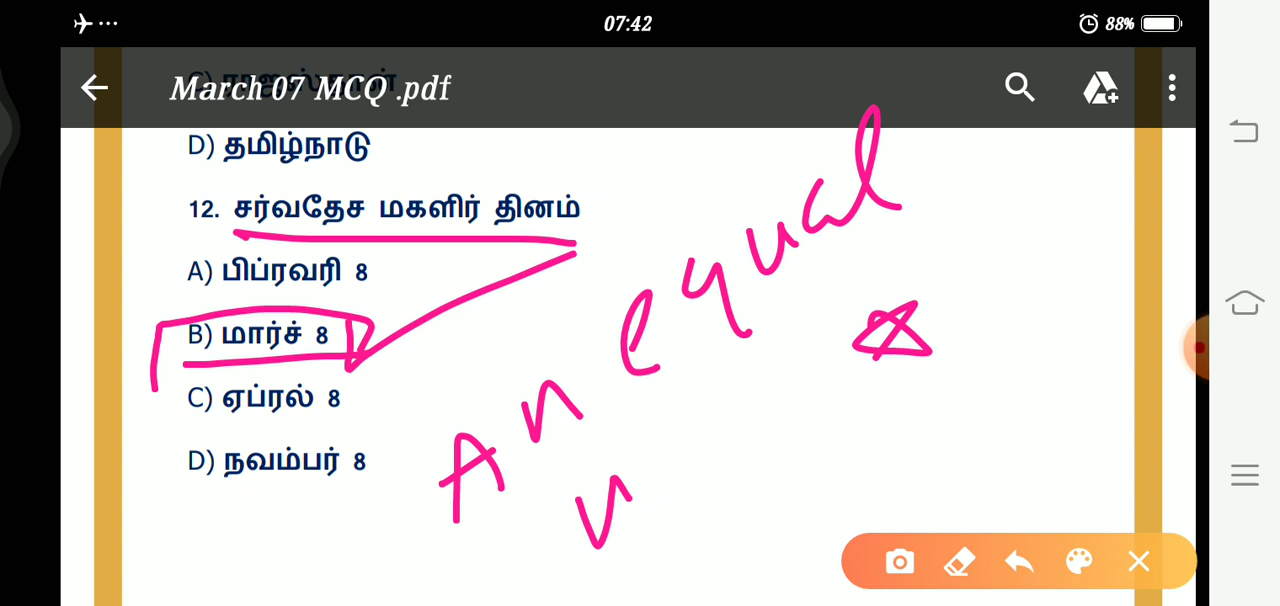 07:42
88%
March 07 MCQ .pdf
D) தமிழ்நாடு
12. சர்வதேச மகளிர் தினம்
A) பிப்ரவரி 8
B) மார்ச் 8
C) ஏப்ரல் 8
D) நவம்பர் 8
An equal